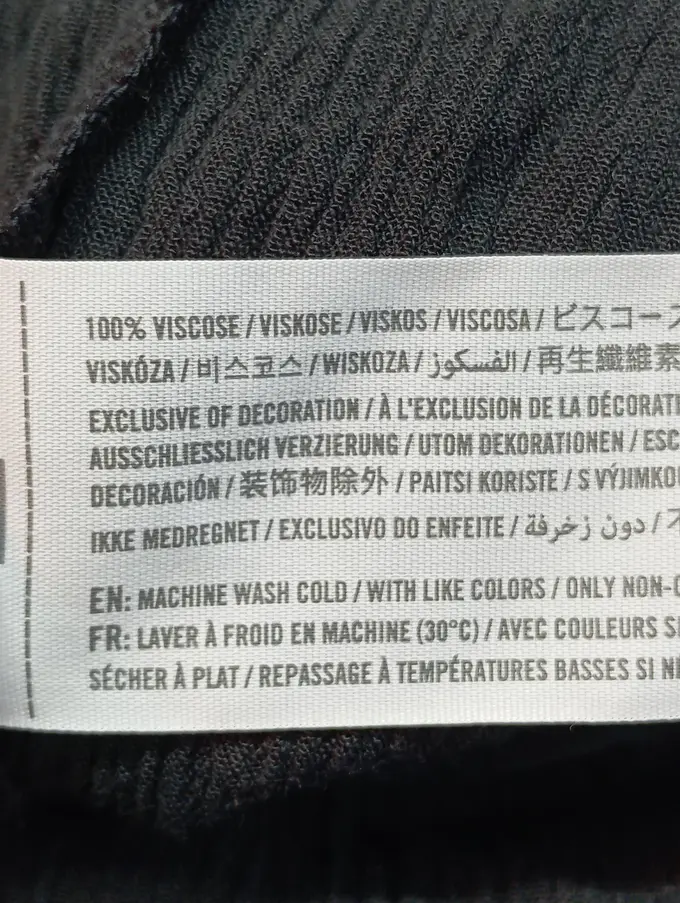 100% VISCOSE / VISKOSE / VISKOS / VISCOSA / ビスコース
VISKÓZA / 비스코스 / WISKOZA / الفسكوز / 再生纖維素
EXCLUSIVE OF DECORATION / À L'EXCLUSION DE LA DÉCORATI
AUSSCHLIESSLICH VERZIERUNG / UTOM DEKORATIONEN / ESC
DECORACIÓN / 装饰物除外 / PAITSI KORISTE / S VÝJIMKO
IKKE MEDREGNET / EXCLUSIVO DO ENFEITE / دون زخرفة /
EN: MACHINE WASH COLD / WITH LIKE COLORS / ONLY NON-
FR: LAVER À FROID EN MACHINE (30°C) / AVEC COULEURS S
SÉCHER À PLAT / REPASSAGE À TEMPÉRATURES BASSES SI N